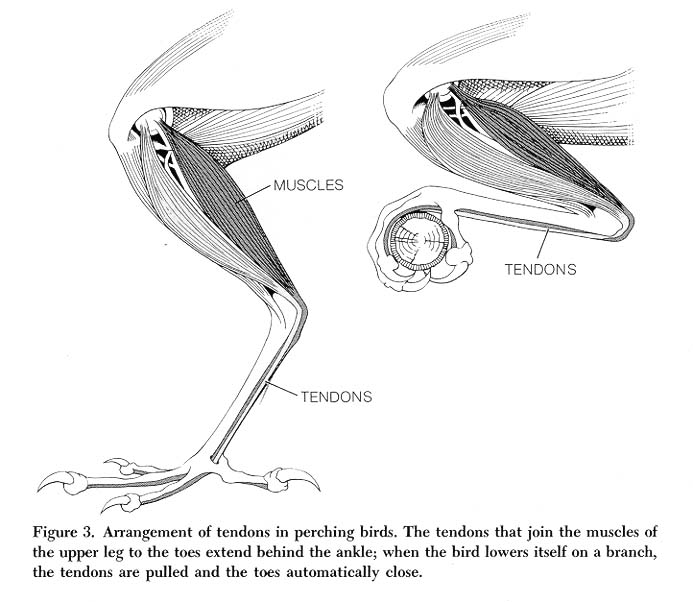 MUSCLES
TENDONS
TENDONS
Figure 3. Arrangement of tendons in perching birds. The tendons that join the muscles of
the upper leg to the toes extend behind the ankle; when the bird lowers itself on a branch,
the tendons are pulled and the toes automatically close.